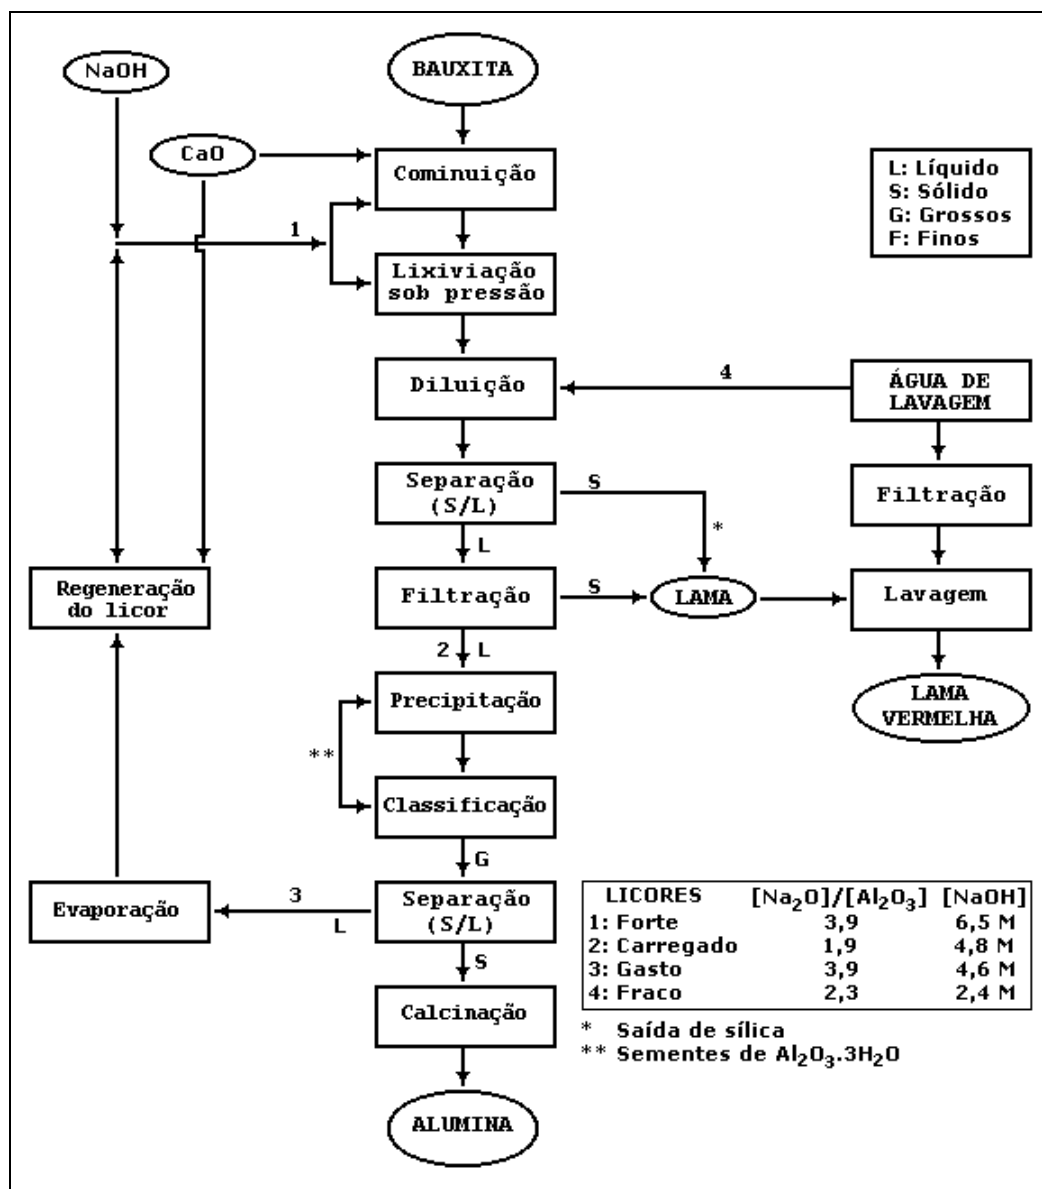 BAUXITA
NaOH
CaO
Cominuição
L: Líquido
S: Sólido
G: Grossos
F: Finos
1
Lixiviação
sob pressão
Diluição
4
ÁGUA DE
LAVAGEM
Separação
(S/L)
S
*
Filtração
L
Regeneração
do licor
Filtração
S
LAMA
Lavagem
2
L
LAMA
VERMELHA
Precipitação
**
Classificação
G
Evaporação
3
L
Separação
(S/L)
S
LICORES [Na2O]/[Al2O3] [NaOH]
1: Forte 3,9 6,5 M
2: Carregado 1,9 4,8 M
3: Gasto 3,9 4,6 M
4: Fraco 2,3 2,4 M
Calcinação
* Saída de sílica
** Sementes de Al2O3.3H2O
ALUMINA